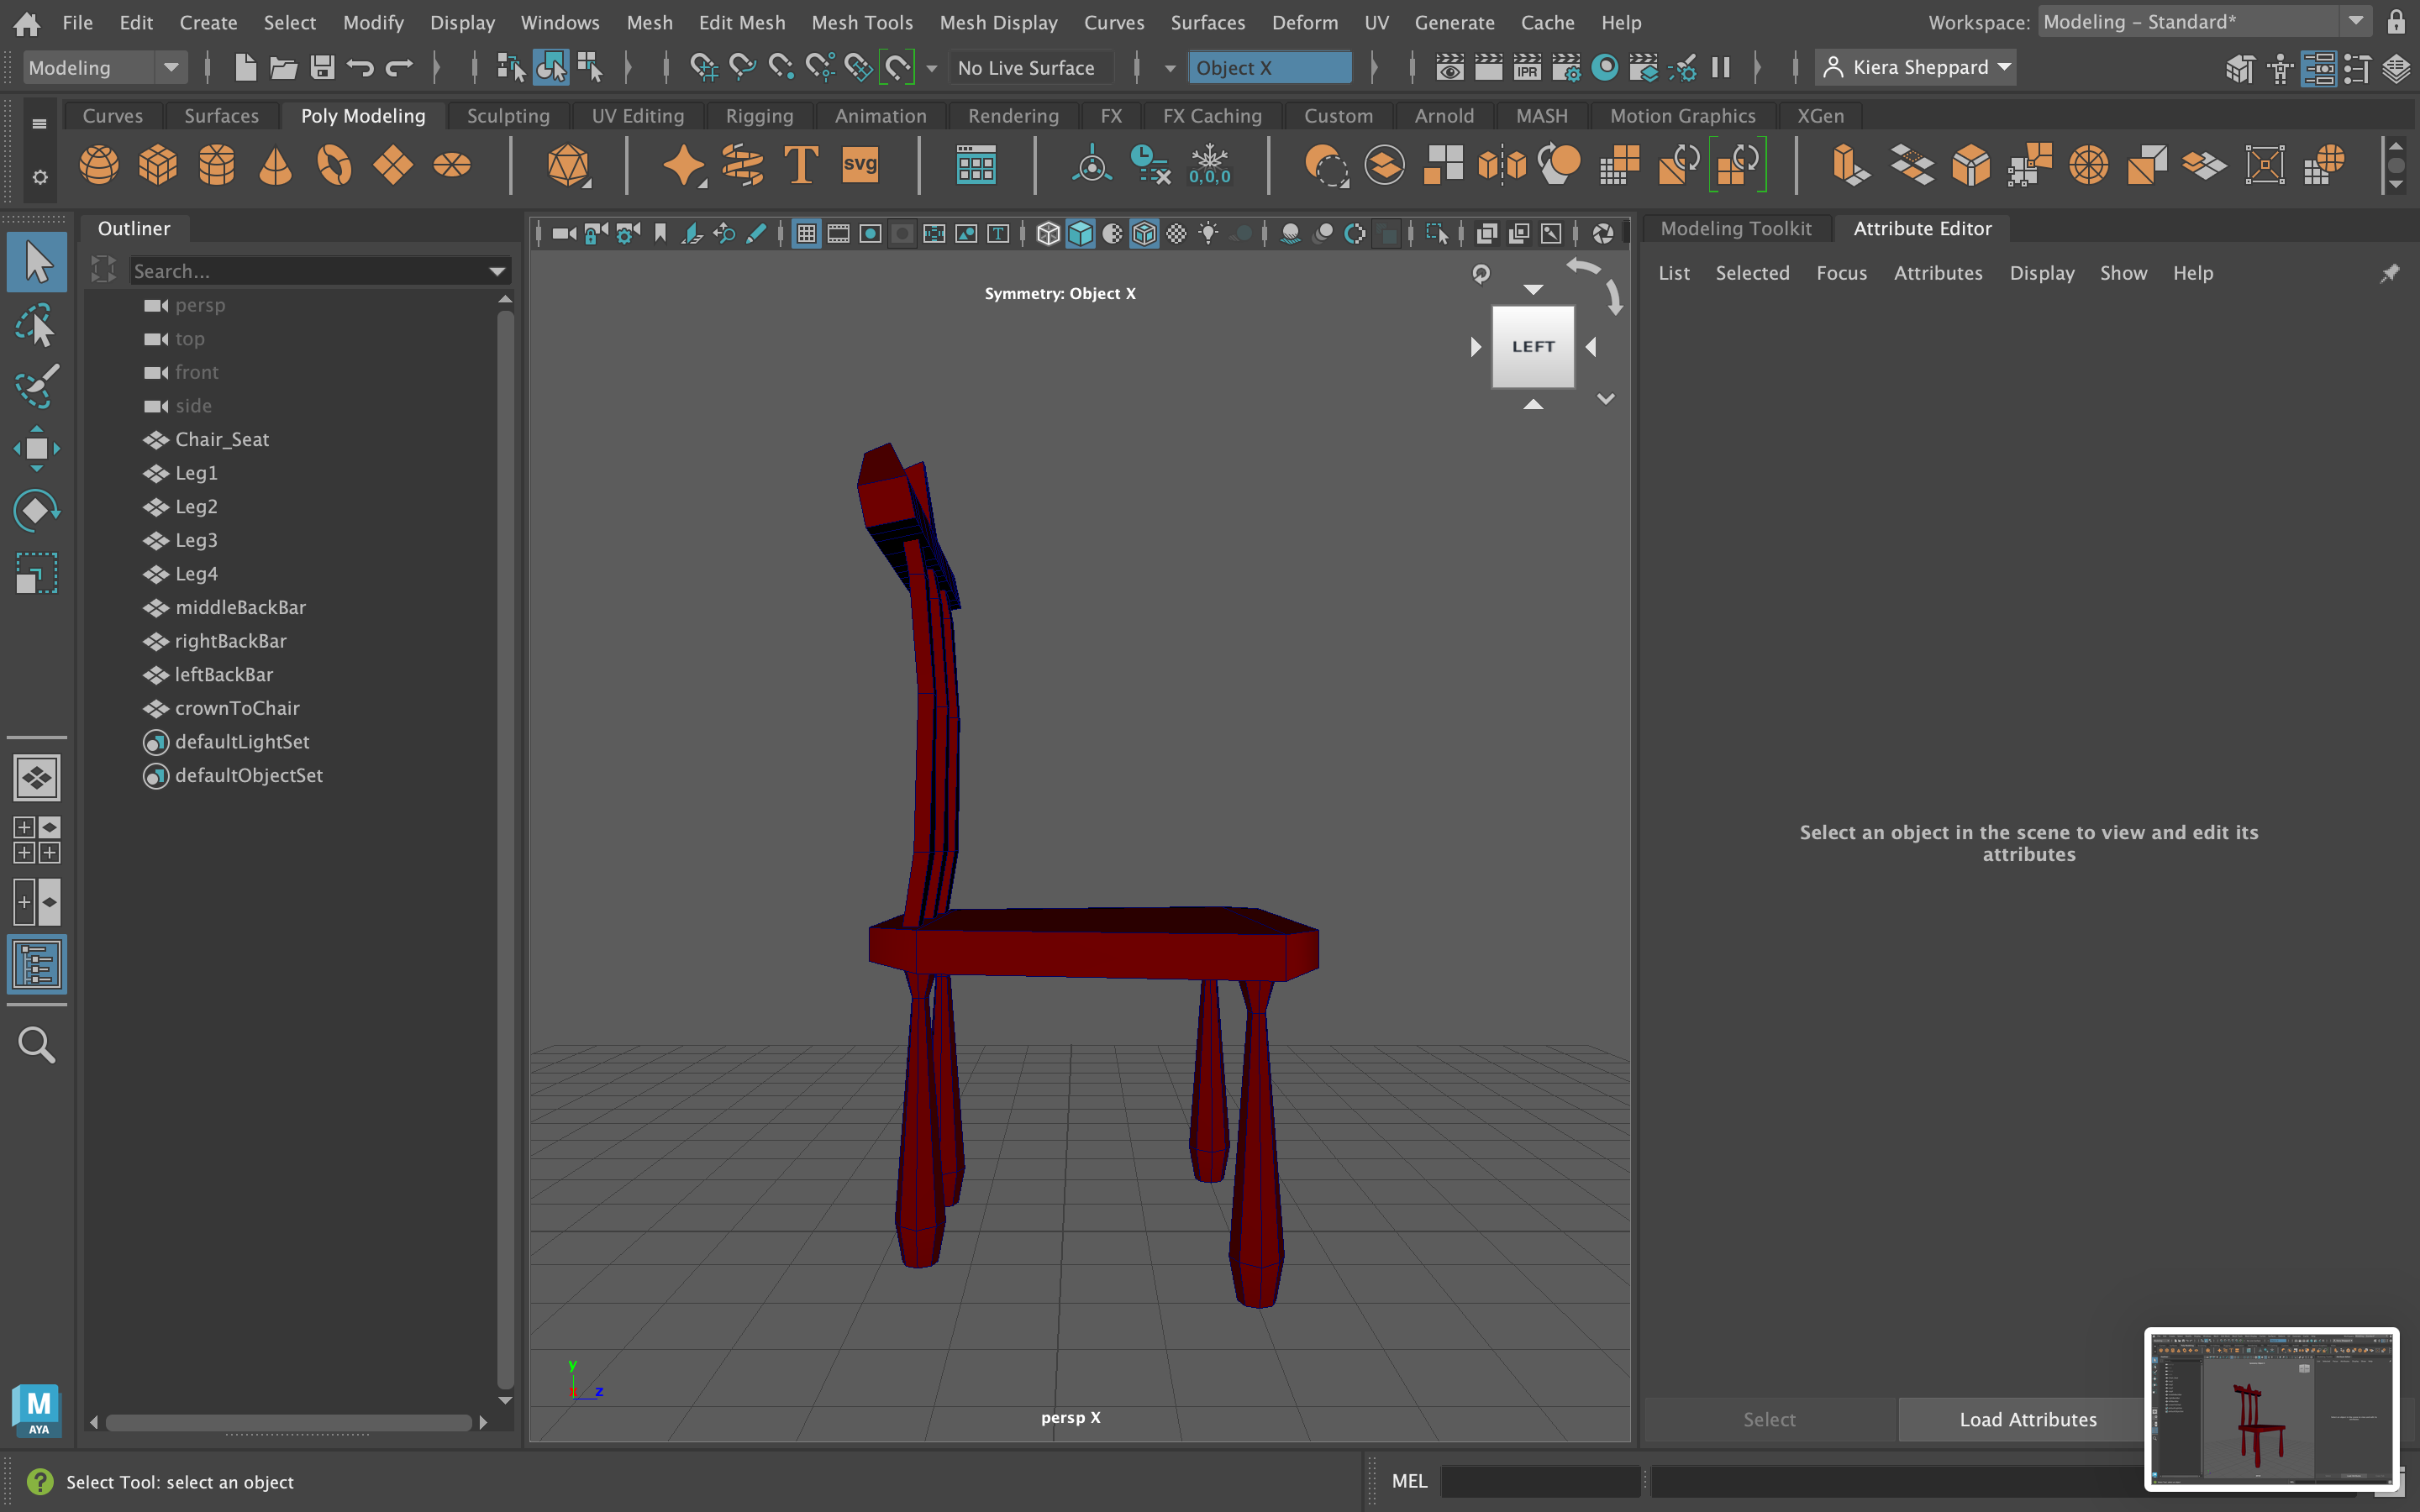 File Edit Create Select Modify Display Windows Mesh Edit Mesh Mesh Tools Mesh Display Curves Surfaces Deform UV Generate Cache Help Workspace: Modeling - Standard*
Modeling No Live Surface Object X IPR Kiera Sheppard
Curves Surfaces Poly Modeling Sculpting UV Editing Rigging Animation Rendering FX FX Caching Custom Arnold MASH Motion Graphics XGen
T svg 0,0,0
Outliner
Search...
persp
top
front
side
Chair_Seat
Leg1
Leg2
Leg3
Leg4
middleBackBar
rightBackBar
leftBackBar
crownToChair
defaultLightSet
defaultObjectSet
Symmetry: Object X
LEFT
y
x z
persp X
Modeling Toolkit Attribute Editor
List Selected Focus Attributes Display Show Help
Select an object in the scene to view and edit its
attributes
Select Load Attributes
M
AYA
Select Tool: select an object
MEL